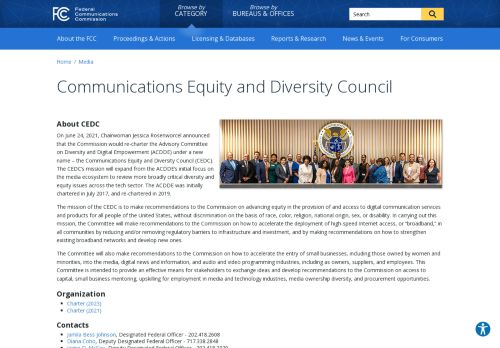 FCC Federal Communications Commission
Browse by CATEGORY
Browse by BUREAUS & OFFICES
Search
About the FCC Proceedings & Actions Licensing & Databases Reports & Research News & Events For Consumers
Home / Media
Communications Equity and Diversity Council
About CEDC
On June 24, 2021, Chairwoman Jessica Rosenworcel announced
that the Commission would re-charter the Advisory Committee
on Diversity and Digital Empowerment (ACDDE) under a new
name – the Communications Equity and Diversity Council (CEDC).
The CEDC's mission will expand from the ACDDE's initial focus on
the media ecosystem to review more broadly critical diversity and
equity issues across the tech sector. The ACDDE was initially
chartered in July 2017, and re-chartered in 2019.
The mission of the CEDC is to make recommendations to the Commission on advancing equity in the provision of and access to digital communication services
and products for all people of the United States, without discrimination on the basis of race, color, religion, national origin, sex, or disability. In carrying out this
mission, the Committee will make recommendations to the Commission on how to accelerate the deployment of high-speed internet access, or "broadband," in
all communities by reducing and/or removing regulatory barriers to infrastructure and investment, and by making recommendations on how to strengthen
existing broadband networks and develop new ones.
The Committee will also make recommendations to the Commission on how to accelerate the entry of small businesses, including those owned by women and
minorities, into the media, digital news and information, and audio and video programming industries, including as owners, suppliers, and employees. This
Committee is intended to provide an effective means for stakeholders to exchange ideas and develop recommendations to the Commission on access to
capital, small business mentoring, upskilling for employment in media and technology industries, media ownership diversity, and procurement opportunities.
Organization
Charter (2023)
Charter (2021)
Contacts
Jamila Bess Johnson, Designated Federal Officer - 202.418.2608
Diana Coho, Deputy Designated Federal Officer - 717.338.2848